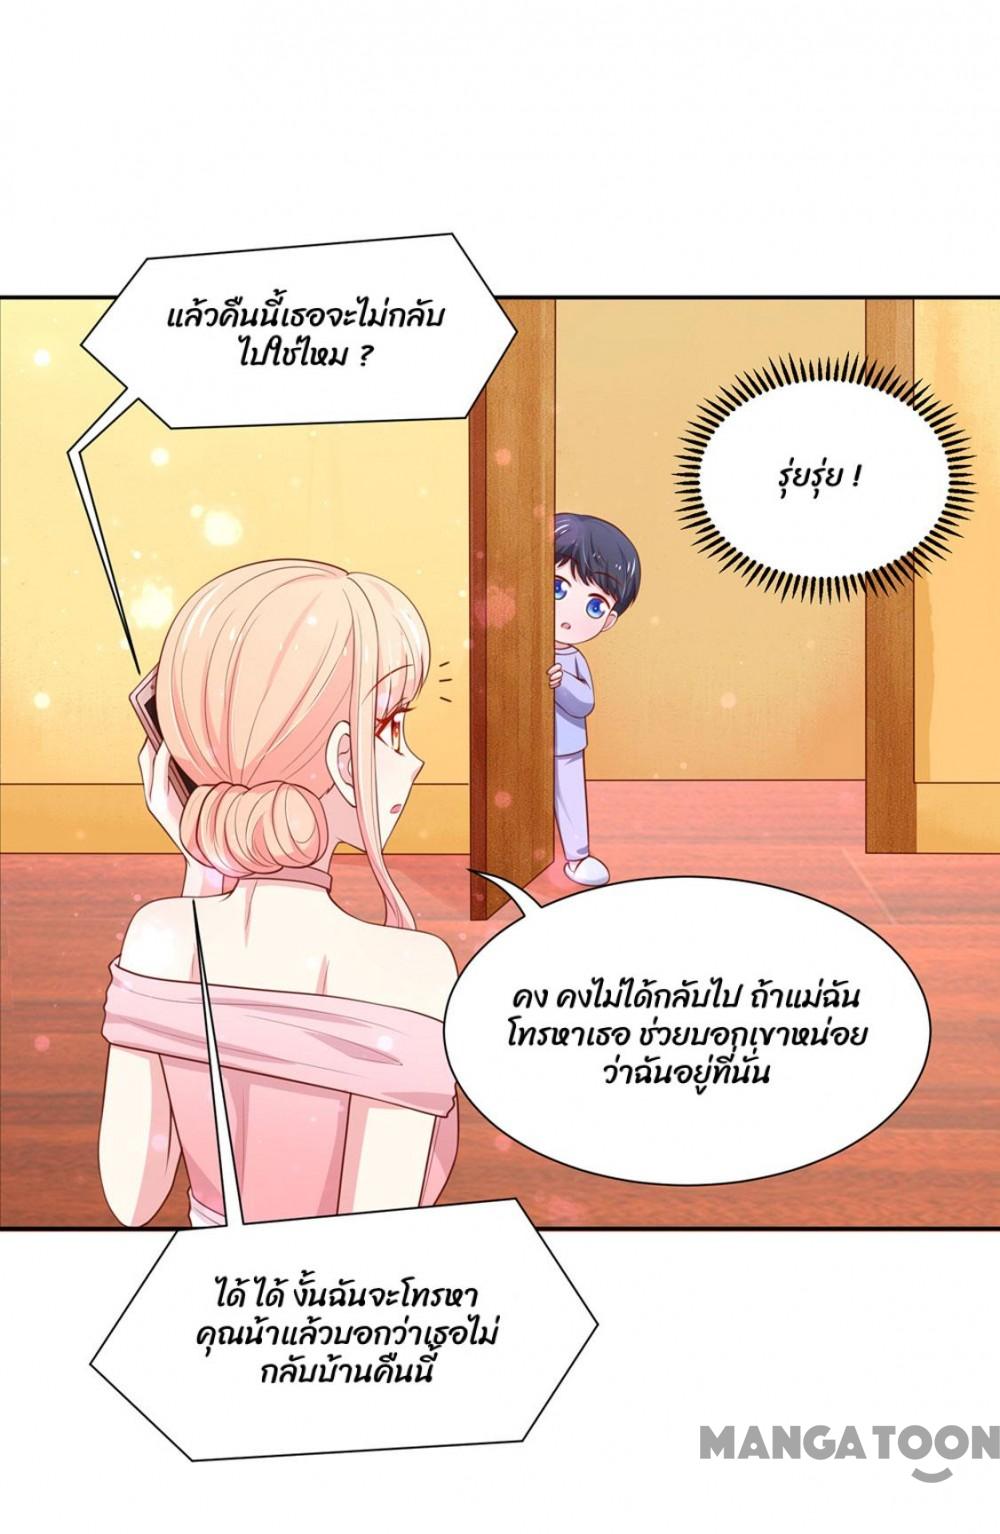 แล้วคืนนี้เธอจะไม่กลับ
ไปใช่ไหม ?
รุ่ยรุ่ย !
คง คงไม่ได้กลับไป ถ้าแม่ฉัน
โทรหาเธอ ช่วยบอกเขาหน่อย
ว่าฉันอยู่ที่นั่น
ได้ ได้ งั้นฉันจะโทรหา
คุณน้าแล้วบอกว่าเธอไม่
กลับบ้านคืนนี้
MANGATOON